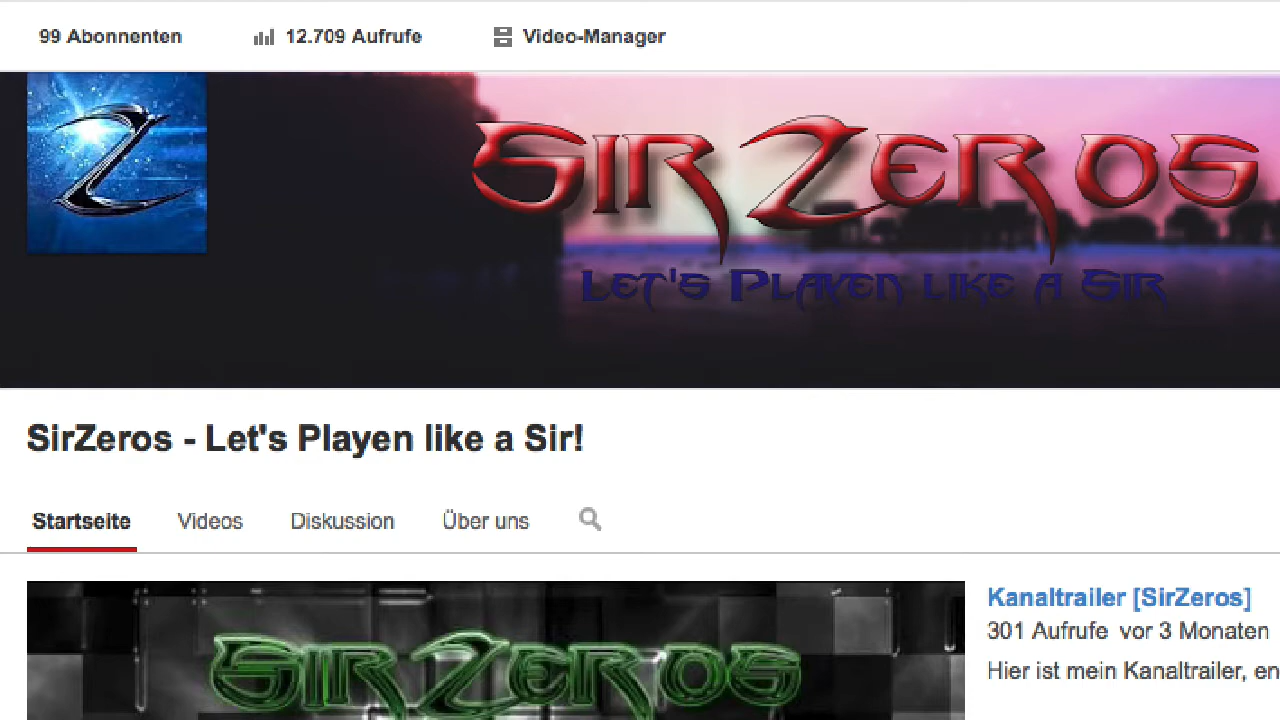 99 Abonnenten 12.709 Aufrufe Video-Manager
Z
SIRZEROS
LET'S PLAYEN LIKE A SIR
SirZeros - Let's Playen like a Sir!
Startseite Videos Diskussion Über uns
SIRZEROS
Kanaltrailer [SirZeros]
301 Aufrufe vor 3 Monaten
Hier ist mein Kanaltrailer, en